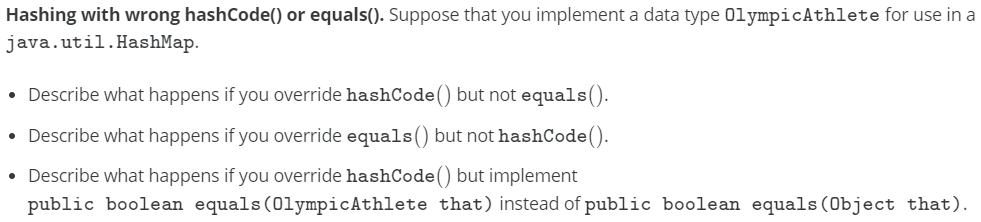 Hashing with wrong hashCode() or equals(). Suppose that you implement a data type OlympicAthlete for use in a
java.util.HashMap.
• Describe what happens if you override hashCode() but not equals().
• Describe what happens if you override equals() but not hashCode().
• Describe what happens if you override hashCode() but implement
public boolean equals(OlympicAthlete that) instead of public boolean equals(Object that).